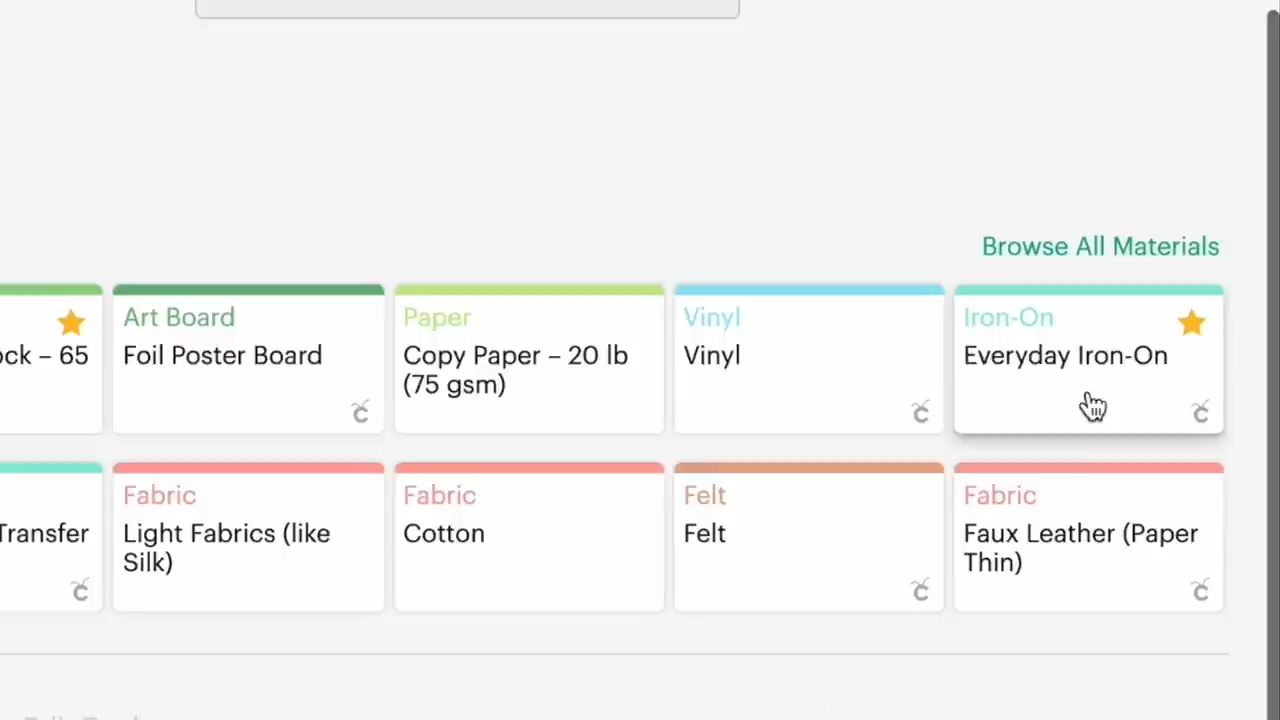 Browse All Materials
ock – 65
Art Board
Foil Poster Board
Paper
Copy Paper – 20 lb
(75 gsm)
Vinyl
Vinyl
Iron-On
Everyday Iron-On
Transfer
Fabric
Light Fabrics (like
Silk)
Fabric
Cotton
Felt
Felt
Fabric
Faux Leather (Paper
Thin)